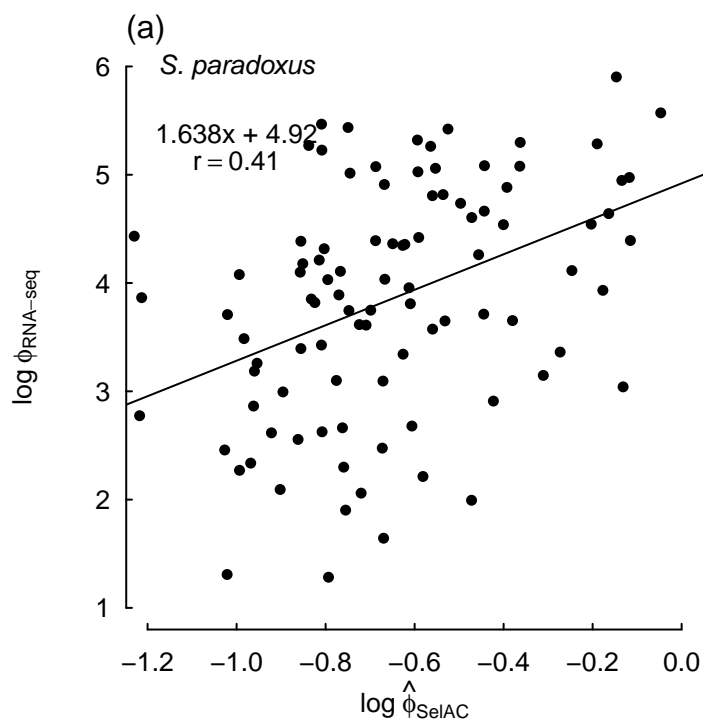 (a)
S. paradoxus
1.638x + 4.92
r = 0.41
6
5
4
3
2
1
log ϕRNA−seq
−1.2 −1.0 −0.8 −0.6 −0.4 −0.2 0.0
log ϕ̂SelAC